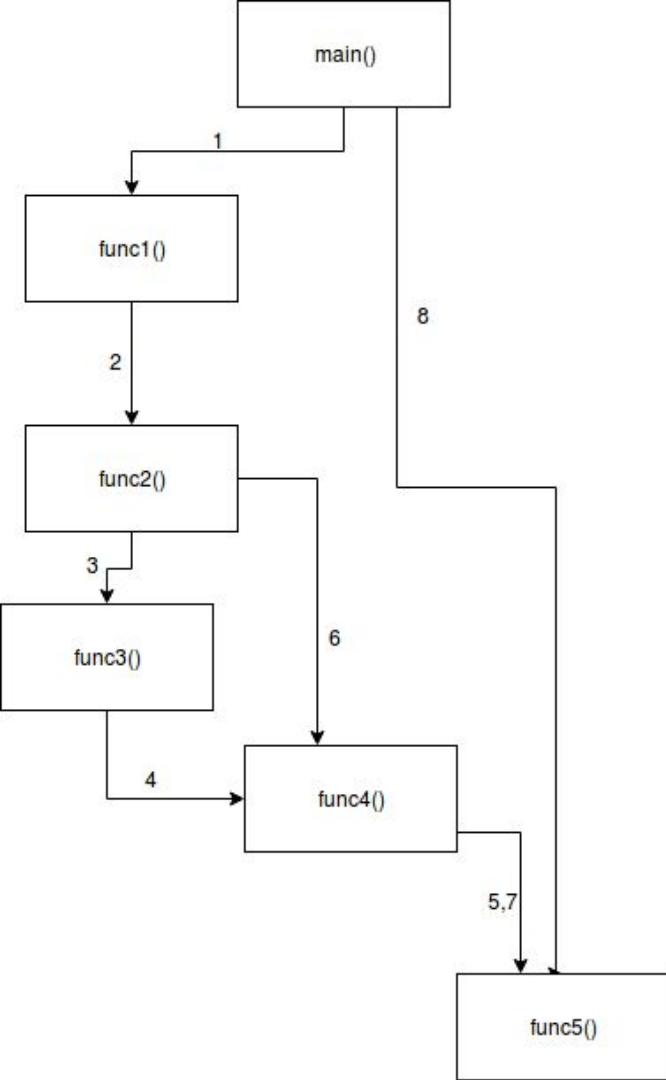 main()
1
func1()
8
2
func2()
3
6
func3()
4
func4()
5,7
func5()